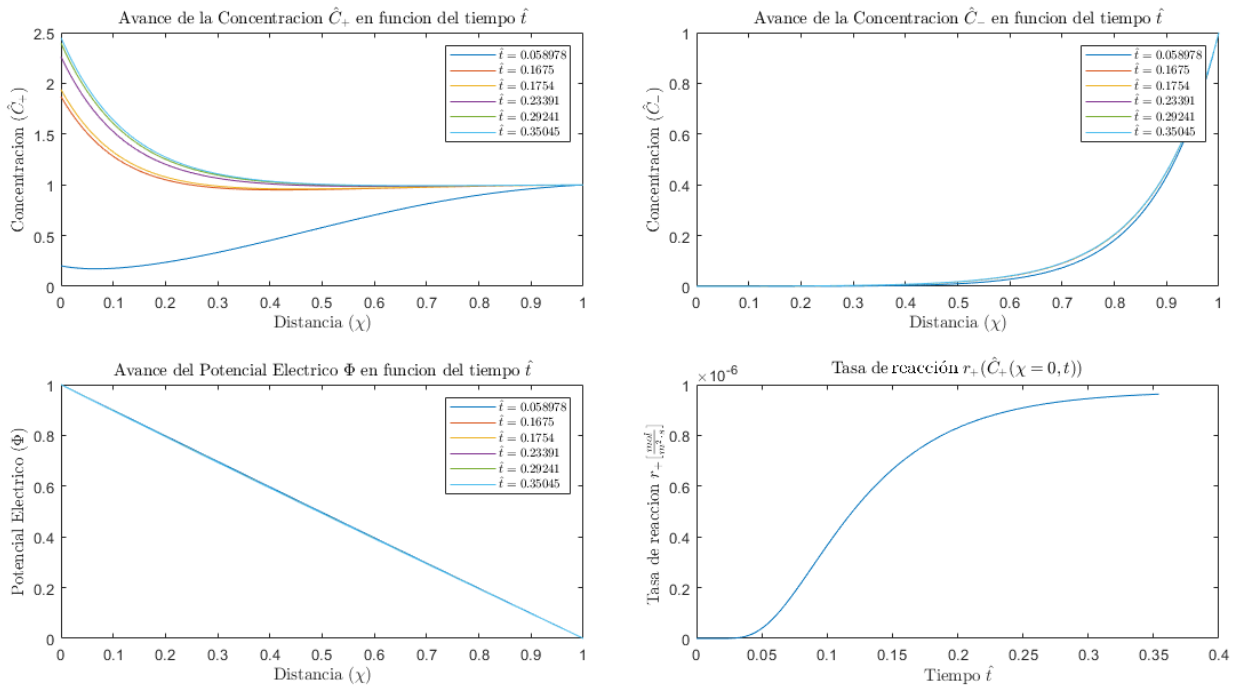 Avance de la Concentracion Ĉ₊ en funcion del tiempo t̂
2.5
2
1.5
1
0.5
0
Concentracion (Ĉ₊)
0 0.1 0.2 0.3 0.4 0.5 0.6 0.7 0.8 0.9 1
Distancia (χ)
t̂ = 0.058978
t̂ = 0.1675
t̂ = 0.1754
t̂ = 0.23391
t̂ = 0.29241
t̂ = 0.35045
Avance de la Concentracion Ĉ₋ en funcion del tiempo t̂
1
0.8
0.6
0.4
0.2
0
Concentracion (Ĉ₋)
0 0.1 0.2 0.3 0.4 0.5 0.6 0.7 0.8 0.9 1
Distancia (χ)
t̂ = 0.058978
t̂ = 0.1675
t̂ = 0.1754
t̂ = 0.23391
t̂ = 0.29241
t̂ = 0.35045
Avance del Potencial Electrico Φ en funcion del tiempo t̂
1
0.8
0.6
0.4
0.2
0
Potencial Electrico (Φ)
0 0.1 0.2 0.3 0.4 0.5 0.6 0.7 0.8 0.9 1
Distancia (χ)
t̂ = 0.058978
t̂ = 0.1675
t̂ = 0.1754
t̂ = 0.23391
t̂ = 0.29241
t̂ = 0.35045
Tasa de reacción r₊(Ĉ₊(χ = 0, t))
×10⁻⁶
1
0.8
0.6
0.4
0.2
0
Tasa de reaccion r₊[mol/m²·s]
0 0.05 0.1 0.15 0.2 0.25 0.3 0.35 0.4
Tiempo t̂